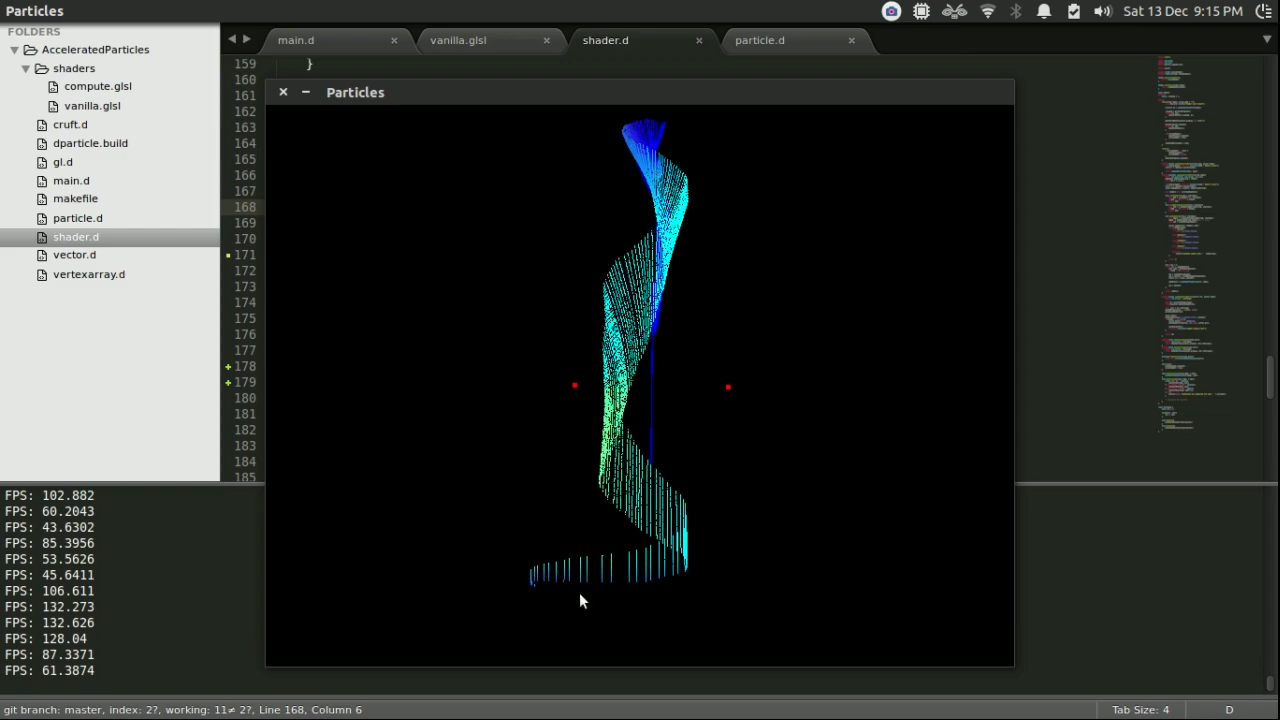 Particles
Sat 13 Dec 9:15 PM
FOLDERS
AcceleratedParticles
shaders
compute.glsl
vanilla.glsl
cruft.d
dparticle.build
gl.d
main.d
makefile
particle.d
shader.d
vector.d
vertexarray.d
main.d
vanilla.glsl
shader.d
particle.d
159 }
160
161
162
163
164
165
166
167
168
169
170
171
172
173
174
175
176
177
178
179
180
181
182
183
184
185
Particles
FPS: 102.882
FPS: 60.2043
FPS: 43.6302
FPS: 85.3956
FPS: 53.5626
FPS: 45.6411
FPS: 106.611
FPS: 132.273
FPS: 132.626
FPS: 128.04
FPS: 87.3371
FPS: 61.3874
git branch: master, index: 2?, working: 11≠ 2?, Line 168, Column 6
Tab Size: 4
D